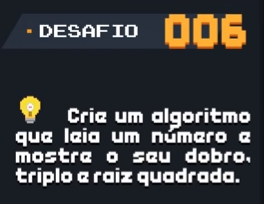 DESAFIO 006
Crie um algoritmo
que leia um número e
mostre o seu dobro,
triplo e raiz quadrada.